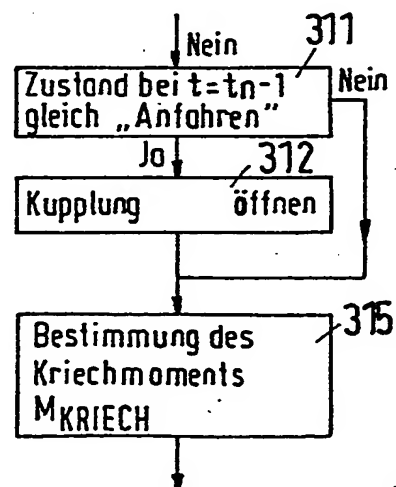 Nein
311
Zustand bei t=tn-1
gleich „Anfahren"
Nein
Ja
312
Kupplung öffnen
315
Bestimmung des
Kriechmoments
MKRIECH